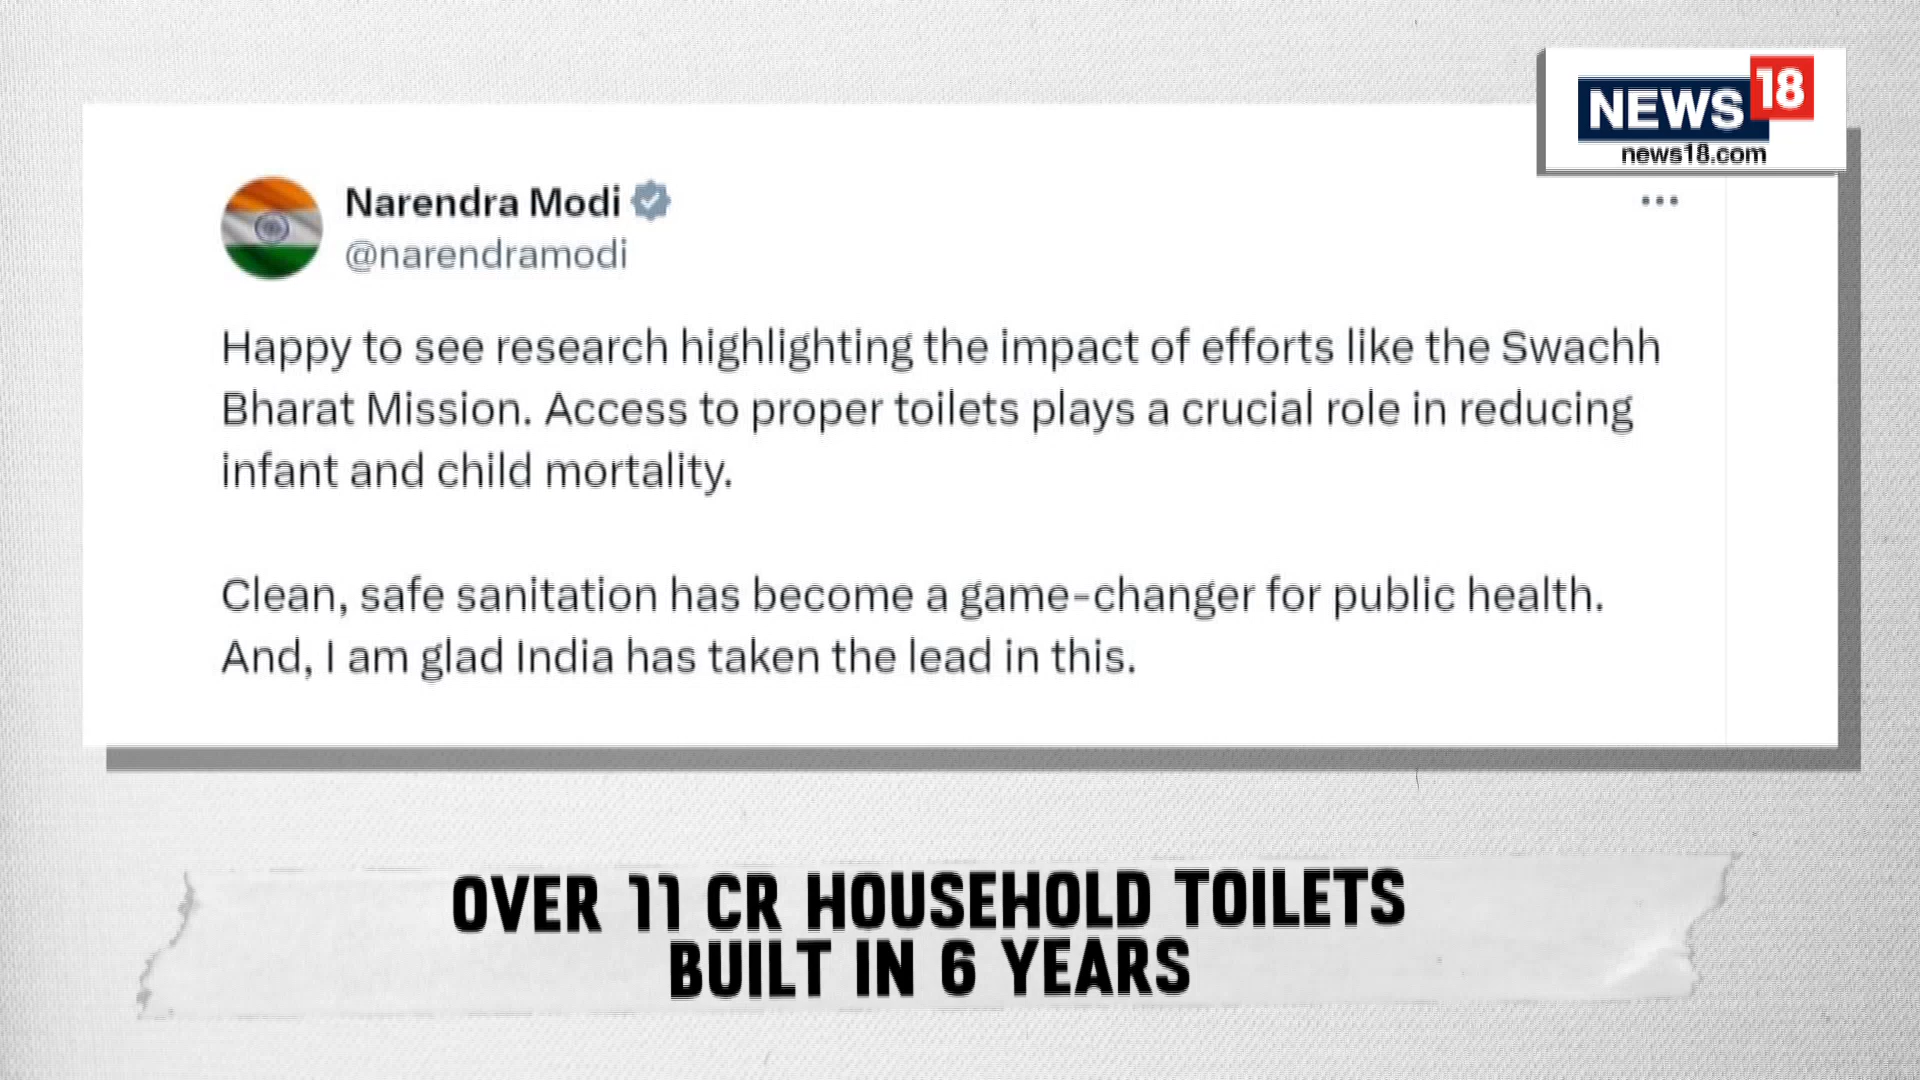 NEWS 18
news18.com
Narendra Modi
@narendramodi
Happy to see research highlighting the impact of efforts like the Swachh
Bharat Mission. Access to proper toilets plays a crucial role in reducing
infant and child mortality.
Clean, safe sanitation has become a game-changer for public health.
And, I am glad India has taken the lead in this.
OVER 11 CR HOUSEHOLD TOILETS
BUILT IN 6 YEARS